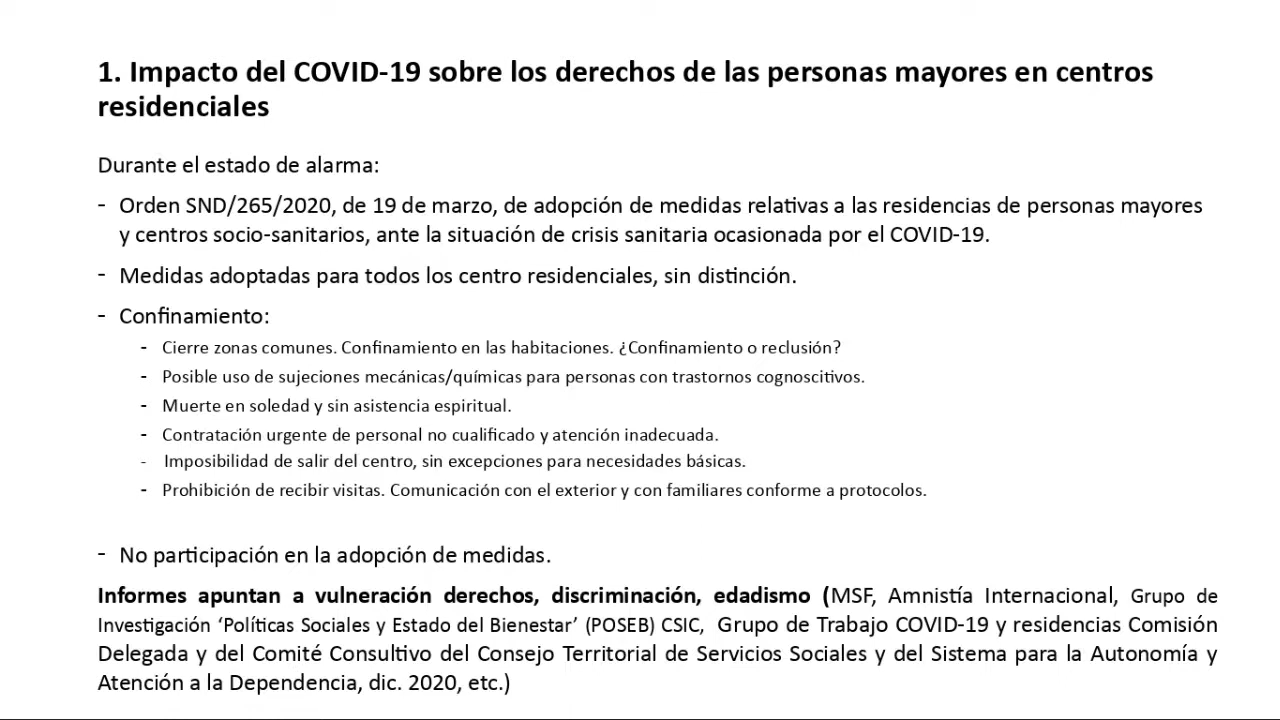 1. Impacto del COVID-19 sobre los derechos de las personas mayores en centros
residenciales
Durante el estado de alarma:
- Orden SND/265/2020, de 19 de marzo, de adopción de medidas relativas a las residencias de personas mayores
y centros socio-sanitarios, ante la situación de crisis sanitaria ocasionada por el COVID-19.
- Medidas adoptadas para todos los centro residenciales, sin distinción.
- Confinamiento:
- Cierre zonas comunes. Confinamiento en las habitaciones. ¿Confinamiento o reclusión?
- Posible uso de sujeciones mecánicas/químicas para personas con trastornos cognoscitivos.
- Muerte en soledad y sin asistencia espiritual.
- Contratación urgente de personal no cualificado y atención inadecuada.
- Imposibilidad de salir del centro, sin excepciones para necesidades básicas.
- Prohibición de recibir visitas. Comunicación con el exterior y con familiares conforme a protocolos.
- No participación en la adopción de medidas.
Informes apuntan a vulneración derechos, discriminación, edadismo (MSF, Amnistía Internacional, Grupo de
Investigación ‘Políticas Sociales y Estado del Bienestar’ (POSEB) CSIC, Grupo de Trabajo COVID-19 y residencias Comisión
Delegada y del Comité Consultivo del Consejo Territorial de Servicios Sociales y del Sistema para la Autonomía y
Atención a la Dependencia, dic. 2020, etc.)